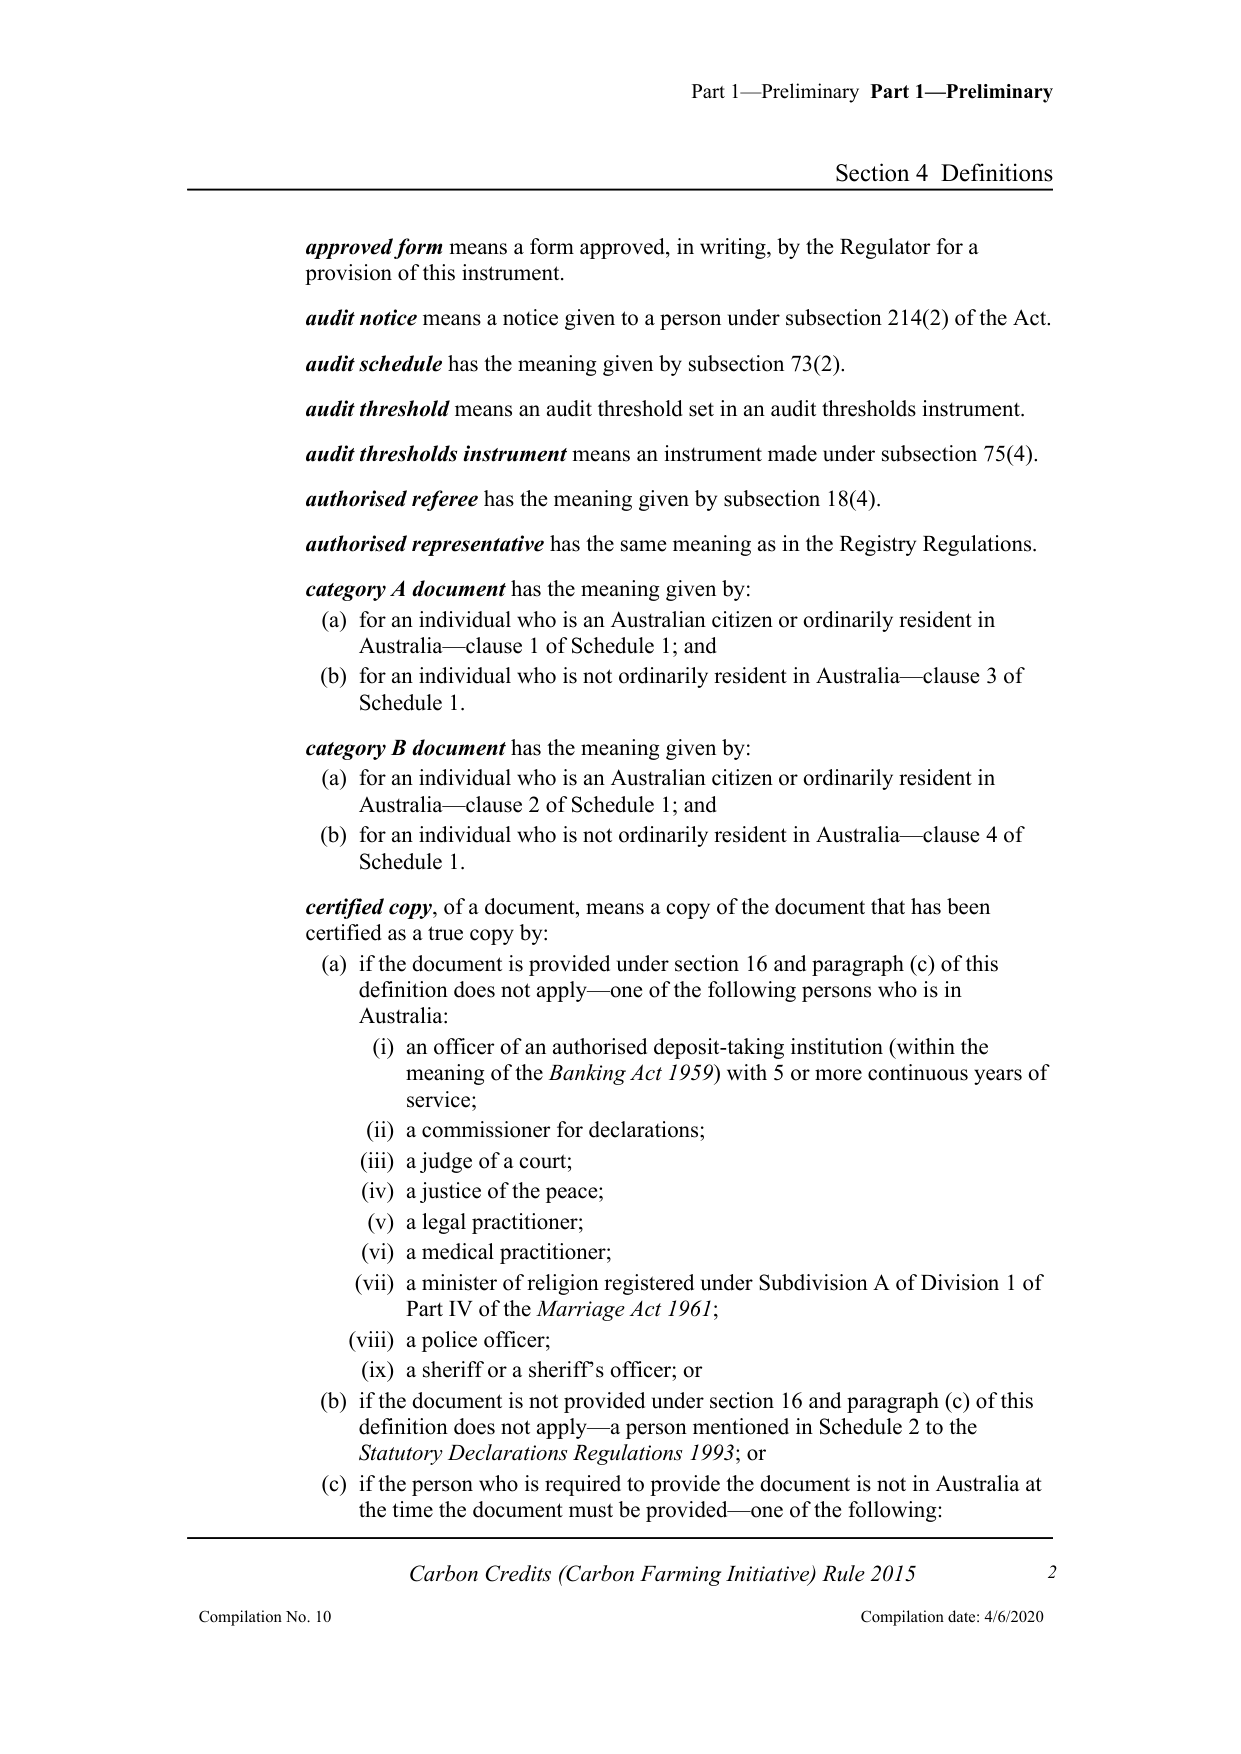 Part 1—Preliminary  Part 1—Preliminary
Section 4  Definitions
approved form means a form approved, in writing, by the Regulator for a
provision of this instrument.
audit notice means a notice given to a person under subsection 214(2) of the Act.
audit schedule has the meaning given by subsection 73(2).
audit threshold means an audit threshold set in an audit thresholds instrument.
audit thresholds instrument means an instrument made under subsection 75(4).
authorised referee has the meaning given by subsection 18(4).
authorised representative has the same meaning as in the Registry Regulations.
category A document has the meaning given by:
(a) for an individual who is an Australian citizen or ordinarily resident in
Australia—clause 1 of Schedule 1; and
(b) for an individual who is not ordinarily resident in Australia—clause 3 of
Schedule 1.
category B document has the meaning given by:
(a) for an individual who is an Australian citizen or ordinarily resident in
Australia—clause 2 of Schedule 1; and
(b) for an individual who is not ordinarily resident in Australia—clause 4 of
Schedule 1.
certified copy, of a document, means a copy of the document that has been
certified as a true copy by:
(a) if the document is provided under section 16 and paragraph (c) of this
definition does not apply—one of the following persons who is in
Australia:
(i) an officer of an authorised deposit-taking institution (within the
meaning of the Banking Act 1959) with 5 or more continuous years of
service;
(ii) a commissioner for declarations;
(iii) a judge of a court;
(iv) a justice of the peace;
(v) a legal practitioner;
(vi) a medical practitioner;
(vii) a minister of religion registered under Subdivision A of Division 1 of
Part IV of the Marriage Act 1961;
(viii) a police officer;
(ix) a sheriff or a sheriff’s officer; or
(b) if the document is not provided under section 16 and paragraph (c) of this
definition does not apply—a person mentioned in Schedule 2 to the
Statutory Declarations Regulations 1993; or
(c) if the person who is required to provide the document is not in Australia at
the time the document must be provided—one of the following:
Carbon Credits (Carbon Farming Initiative) Rule 2015 2
Compilation No. 10 Compilation date: 4/6/2020